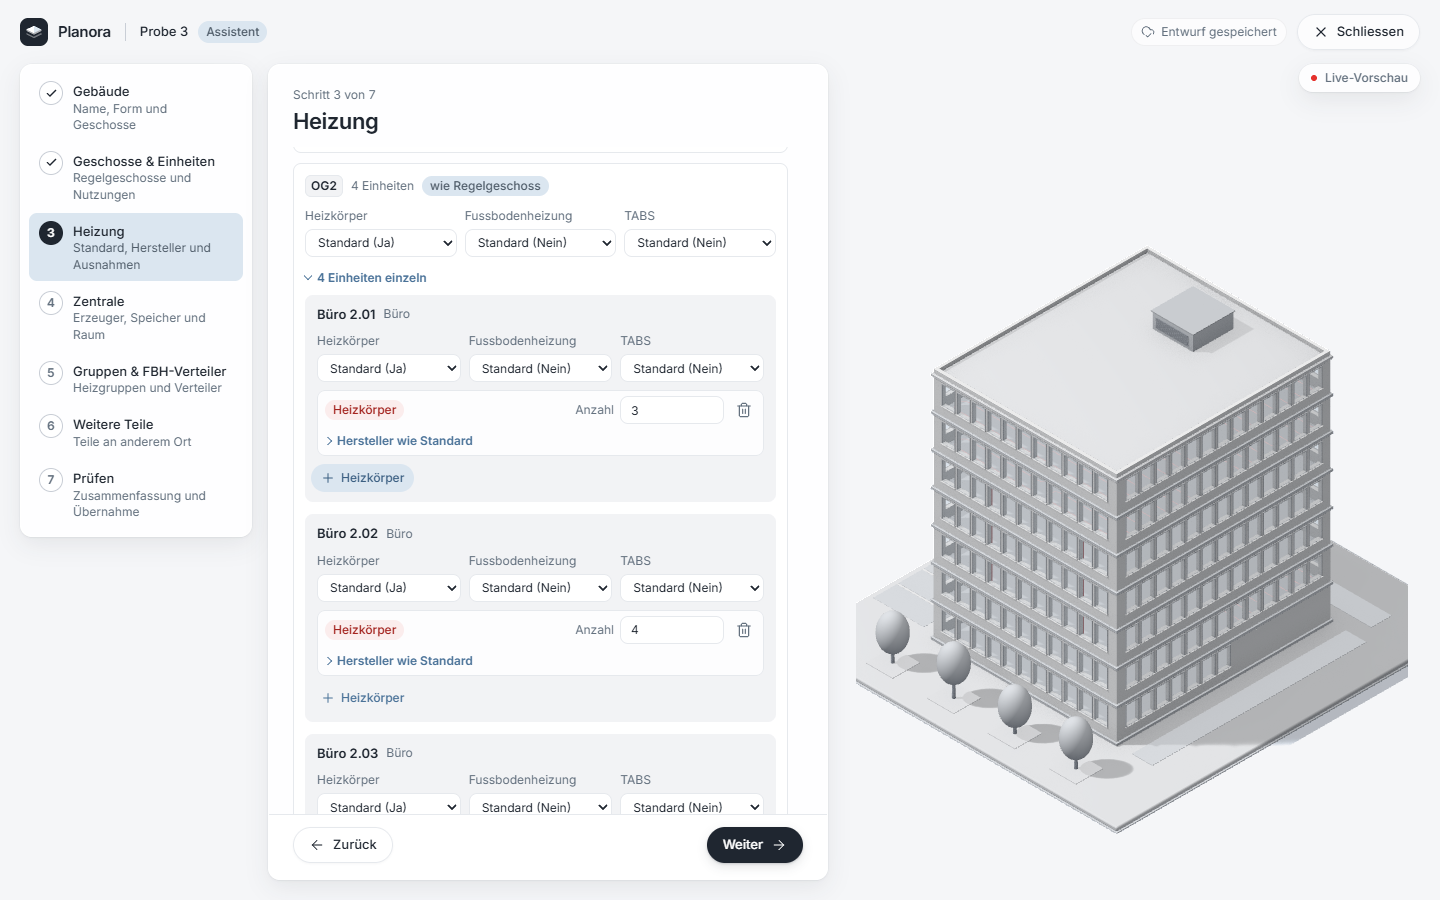 Planora
Probe 3
Assistent
Entwurf gespeichert
Schliessen
Gebäude
Name, Form und
Geschosse
Geschosse & Einheiten
Regelgeschosse und
Nutzungen
3
Heizung
Standard, Hersteller und
Ausnahmen
4
Zentrale
Erzeuger, Speicher und
Raum
5
Gruppen & FBH-Verteiler
Heizgruppen und Verteiler
6
Weitere Teile
Teile an anderem Ort
7
Prüfen
Zusammenfassung und
Übernahme
Schritt 3 von 7
Heizung
OG2 4 Einheiten wie Regelgeschoss
Heizkörper Fussbodenheizung TABS
Standard (Ja) Standard (Nein) Standard (Nein)
4 Einheiten einzeln
Büro 2.01 Büro
Heizkörper Fussbodenheizung TABS
Standard (Ja) Standard (Nein) Standard (Nein)
Heizkörper Anzahl 3
Hersteller wie Standard
+ Heizkörper
Büro 2.02 Büro
Heizkörper Fussbodenheizung TABS
Standard (Ja) Standard (Nein) Standard (Nein)
Heizkörper Anzahl 4
Hersteller wie Standard
+ Heizkörper
Büro 2.03 Büro
Heizkörper Fussbodenheizung TABS
Standard (Ja) Standard (Nein) Standard (Nein)
Zurück
Weiter
Live-Vorschau